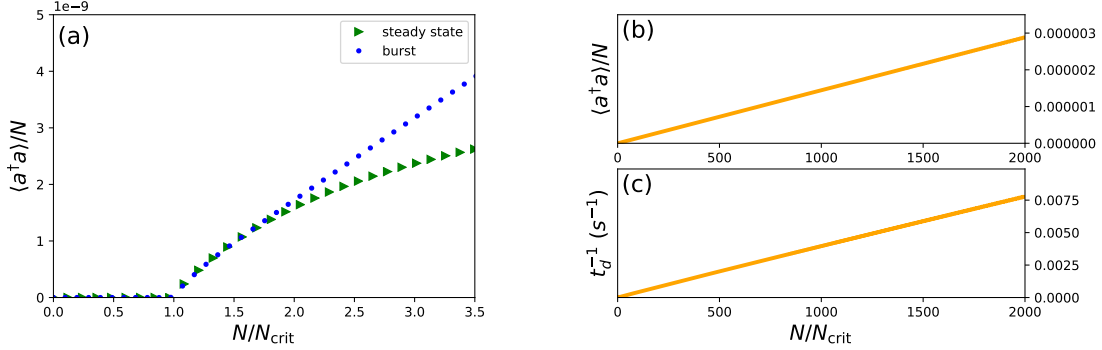 1e−9
(a)
steady state
burst
5
4
3
2
1
0
⟨a†a⟩/N
0.0 0.5 1.0 1.5 2.0 2.5 3.0 3.5
N/Ncrit
(b)
0.000003
0.000002
0.000001
0.000000
⟨a†a⟩/N
0 500 1000 1500 2000
(c)
0.0075
0.0050
0.0025
0.0000
t_d^{-1} (s^{-1})
0 500 1000 1500 2000
N/Ncrit